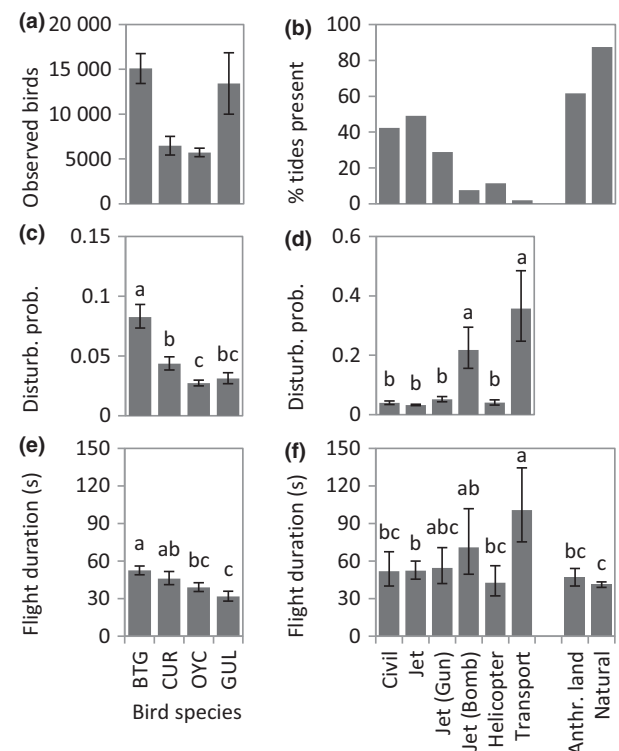 (a)
20 000
15 000
10 000
5000
0
Observed birds
(b)
100
80
60
40
20
0
% tides present
(c)
0.15
0.1
0.05
0
Disturb. prob.
a
b
c
bc
(d)
0.6
0.4
0.2
0
Disturb. prob.
b
b
b
a
b
a
(e)
150
120
90
60
30
0
Flight duration (s)
a
ab
bc
c
BTG
CUR
OYC
GUL
Bird species
(f)
150
120
90
60
30
0
Flight duration (s)
bc
b
abc
ab
bc
a
bc
c
Civil
Jet
Jet (Gun)
Jet (Bomb)
Helicopter
Transport
Anthr. land
Natural